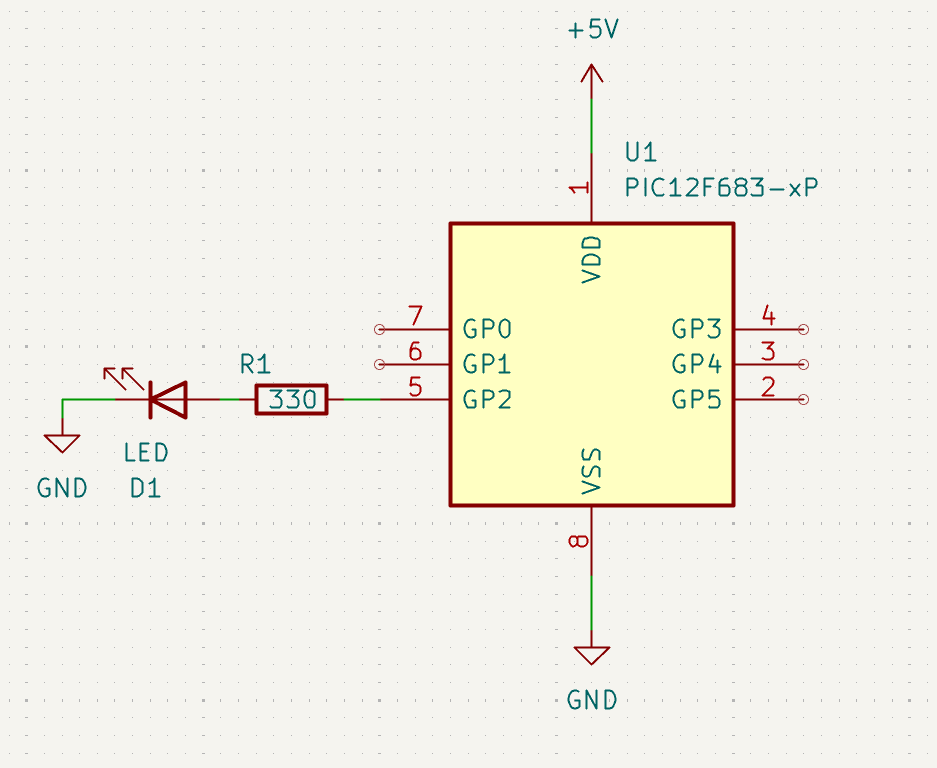 +5V
U1
PIC12F683-xP
1
VDD
7 GP0 GP3 4
6 GP1 GP4 3
5 GP2 GP5 2
R1
330
LED
D1
GND
VSS
8
GND